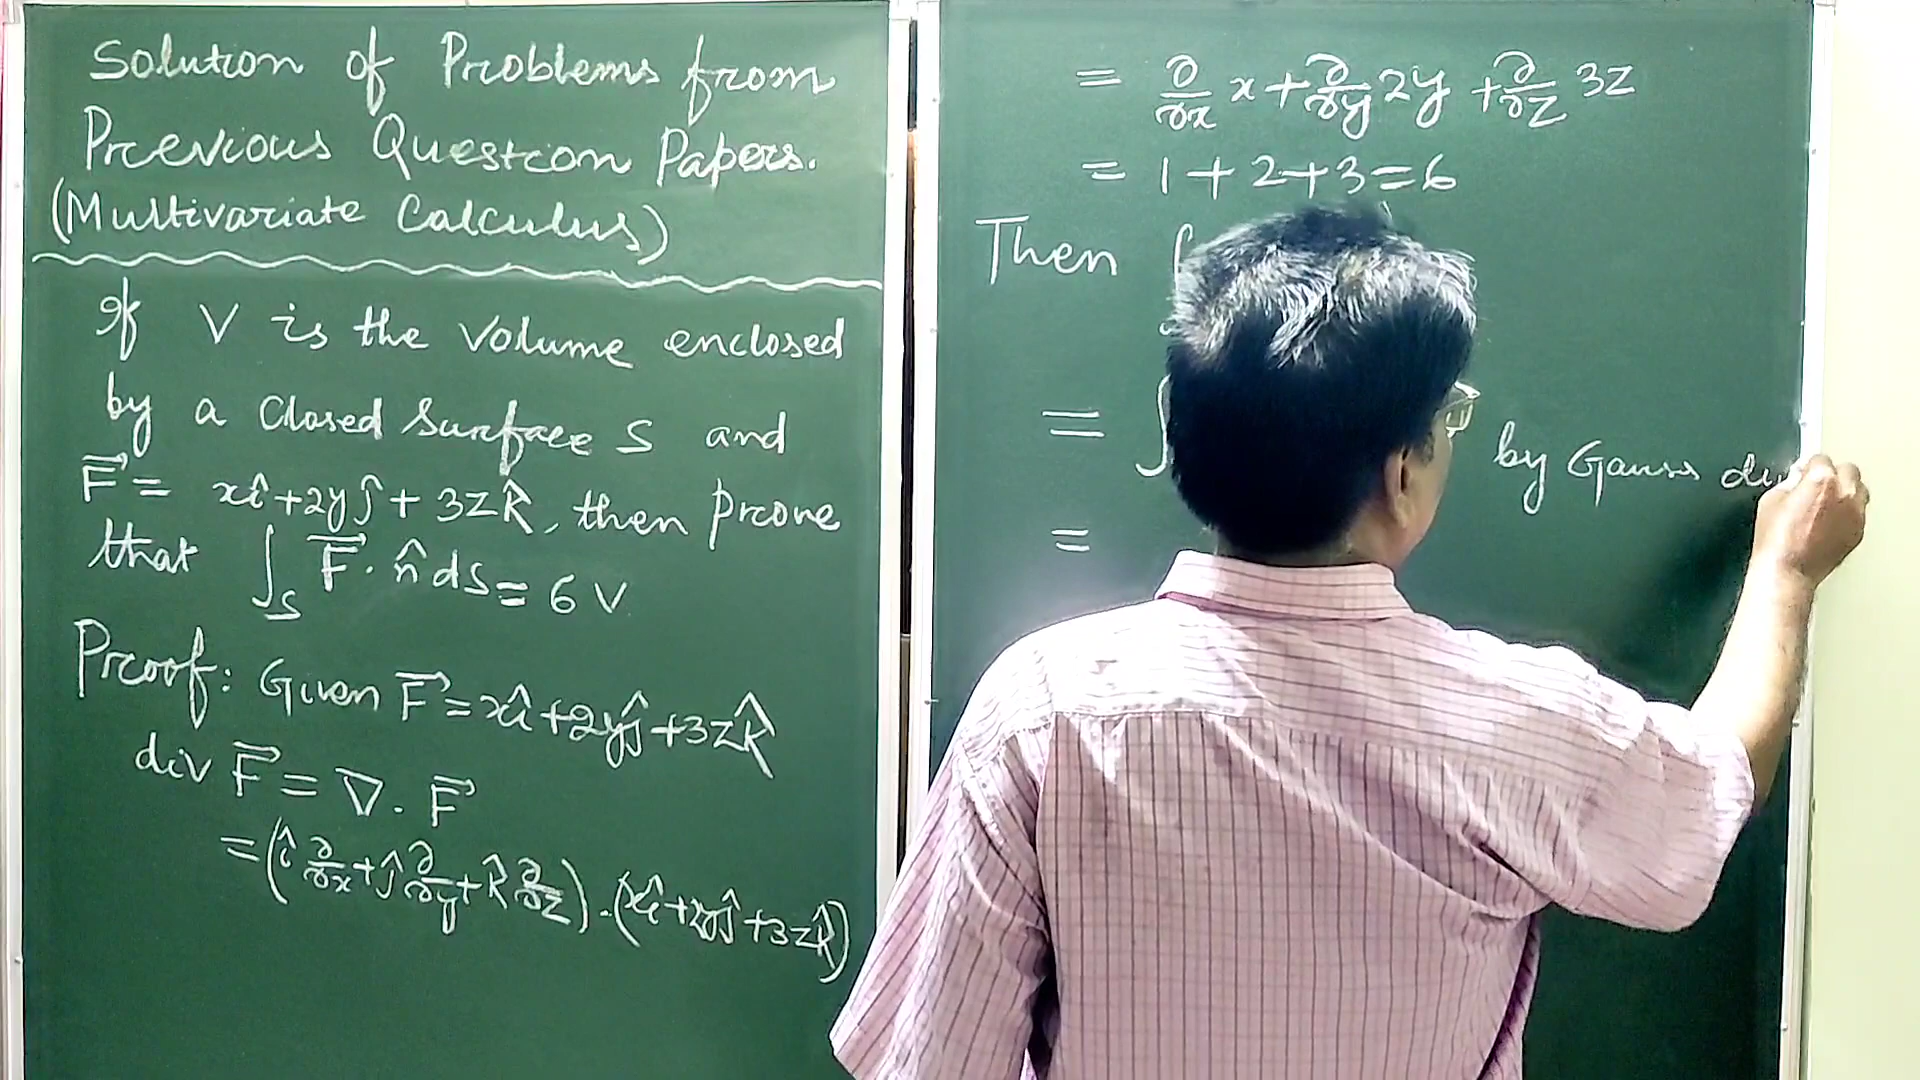 Solution of Problems from
Previous Question Papers.
(Multivariate Calculus)
If V is the volume enclosed
by a closed surface S and
F⃗ = xî + 2yĵ + 3zk̂, then prove
that ∫_S F⃗ · n̂ ds = 6V
Proof: Given F⃗ = xî + 2yĵ + 3zk̂
div F⃗ = ∇ · F⃗
= (î ∂/∂x + ĵ ∂/∂y + k̂ ∂/∂z) · (xî + 2yĵ + 3zk̂)
= ∂/∂x x + ∂/∂y 2y + ∂/∂z 3z
= 1 + 2 + 3 = 6
Then ∫
= ∫ by Gauss
=